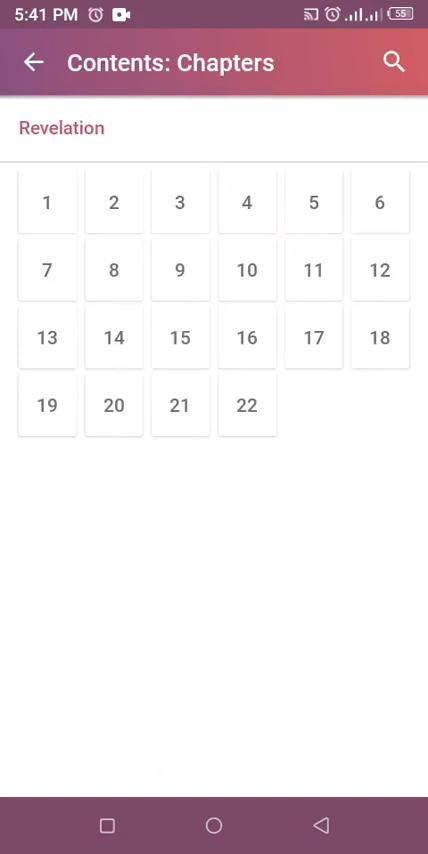 5:41 PM 55
Contents: Chapters
Revelation
1 2 3 4 5 6
7 8 9 10 11 12
13 14 15 16 17 18
19 20 21 22